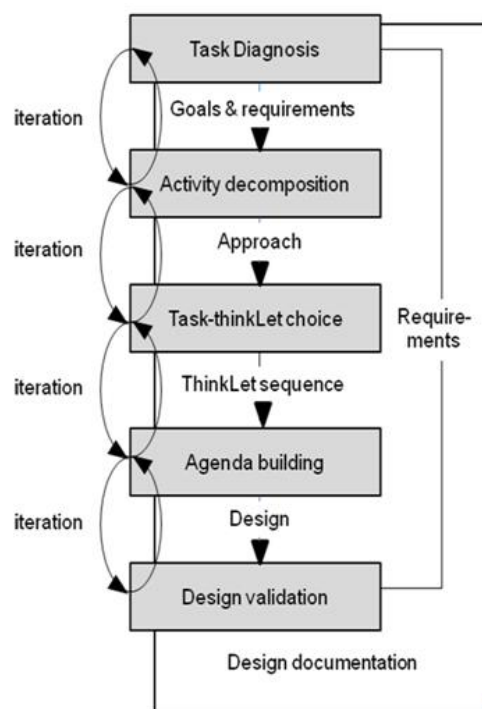 Task Diagnosis
iteration
Goals & requirements
Activity decomposition
iteration
Approach
Task-thinkLet choice
Require-
ments
iteration
ThinkLet sequence
Agenda building
iteration
Design
Design validation
Design documentation